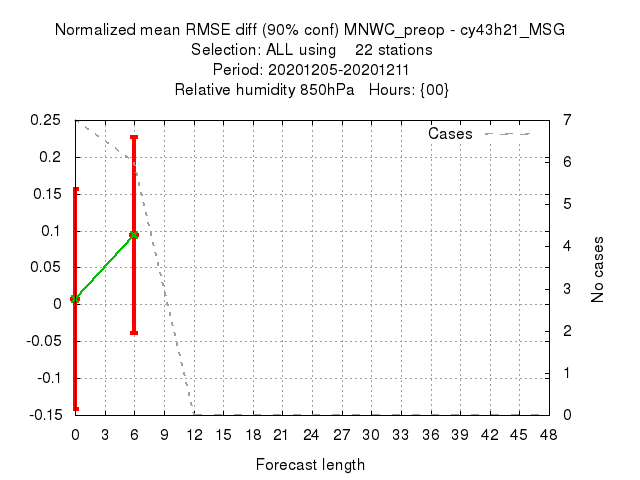 Normalized mean RMSE diff (90% conf) MNWC_preop - cy43h21_MSG
Selection: ALL using 22 stations
Period: 20201205-20201211
Relative humidity 850hPa Hours: {00}
Cases
0.25
0.2
0.15
0.1
0.05
0
-0.05
-0.1
-0.15
7
6
5
4
3
2
1
0
No cases
0 3 6 9 12 15 18 21 24 27 30 33 36 39 42 45 48
Forecast length